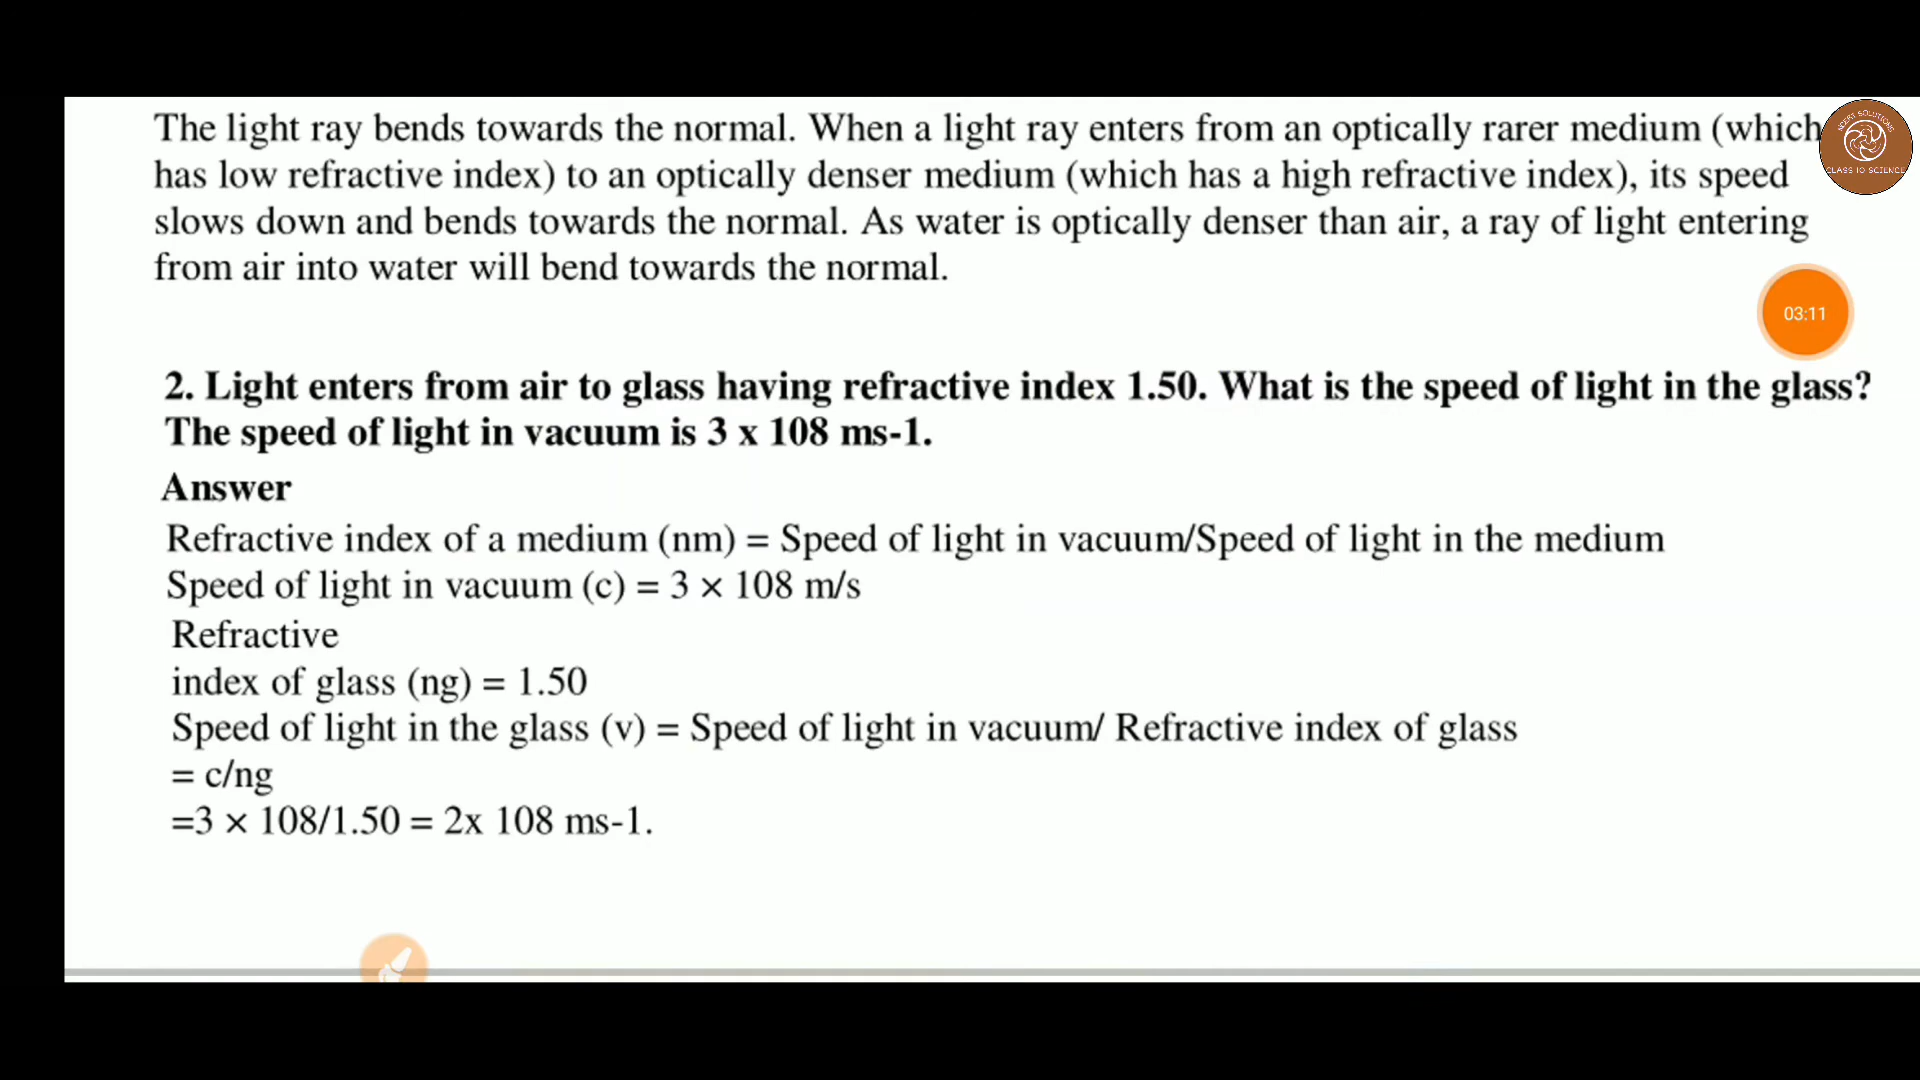 The light ray bends towards the normal. When a light ray enters from an optically rarer medium (which
has low refractive index) to an optically denser medium (which has a high refractive index), its speed
slows down and bends towards the normal. As water is optically denser than air, a ray of light entering
from air into water will bend towards the normal.
NCERT SOLUTIONS
CLASS 10 SCIENCE
03:11
2. Light enters from air to glass having refractive index 1.50. What is the speed of light in the glass?
The speed of light in vacuum is 3 x 108 ms-1.
Answer
Refractive index of a medium (nm) = Speed of light in vacuum/Speed of light in the medium
Speed of light in vacuum (c) = 3 × 108 m/s
Refractive
index of glass (ng) = 1.50
Speed of light in the glass (v) = Speed of light in vacuum/ Refractive index of glass
= c/ng
=3 × 108/1.50 = 2x 108 ms-1.